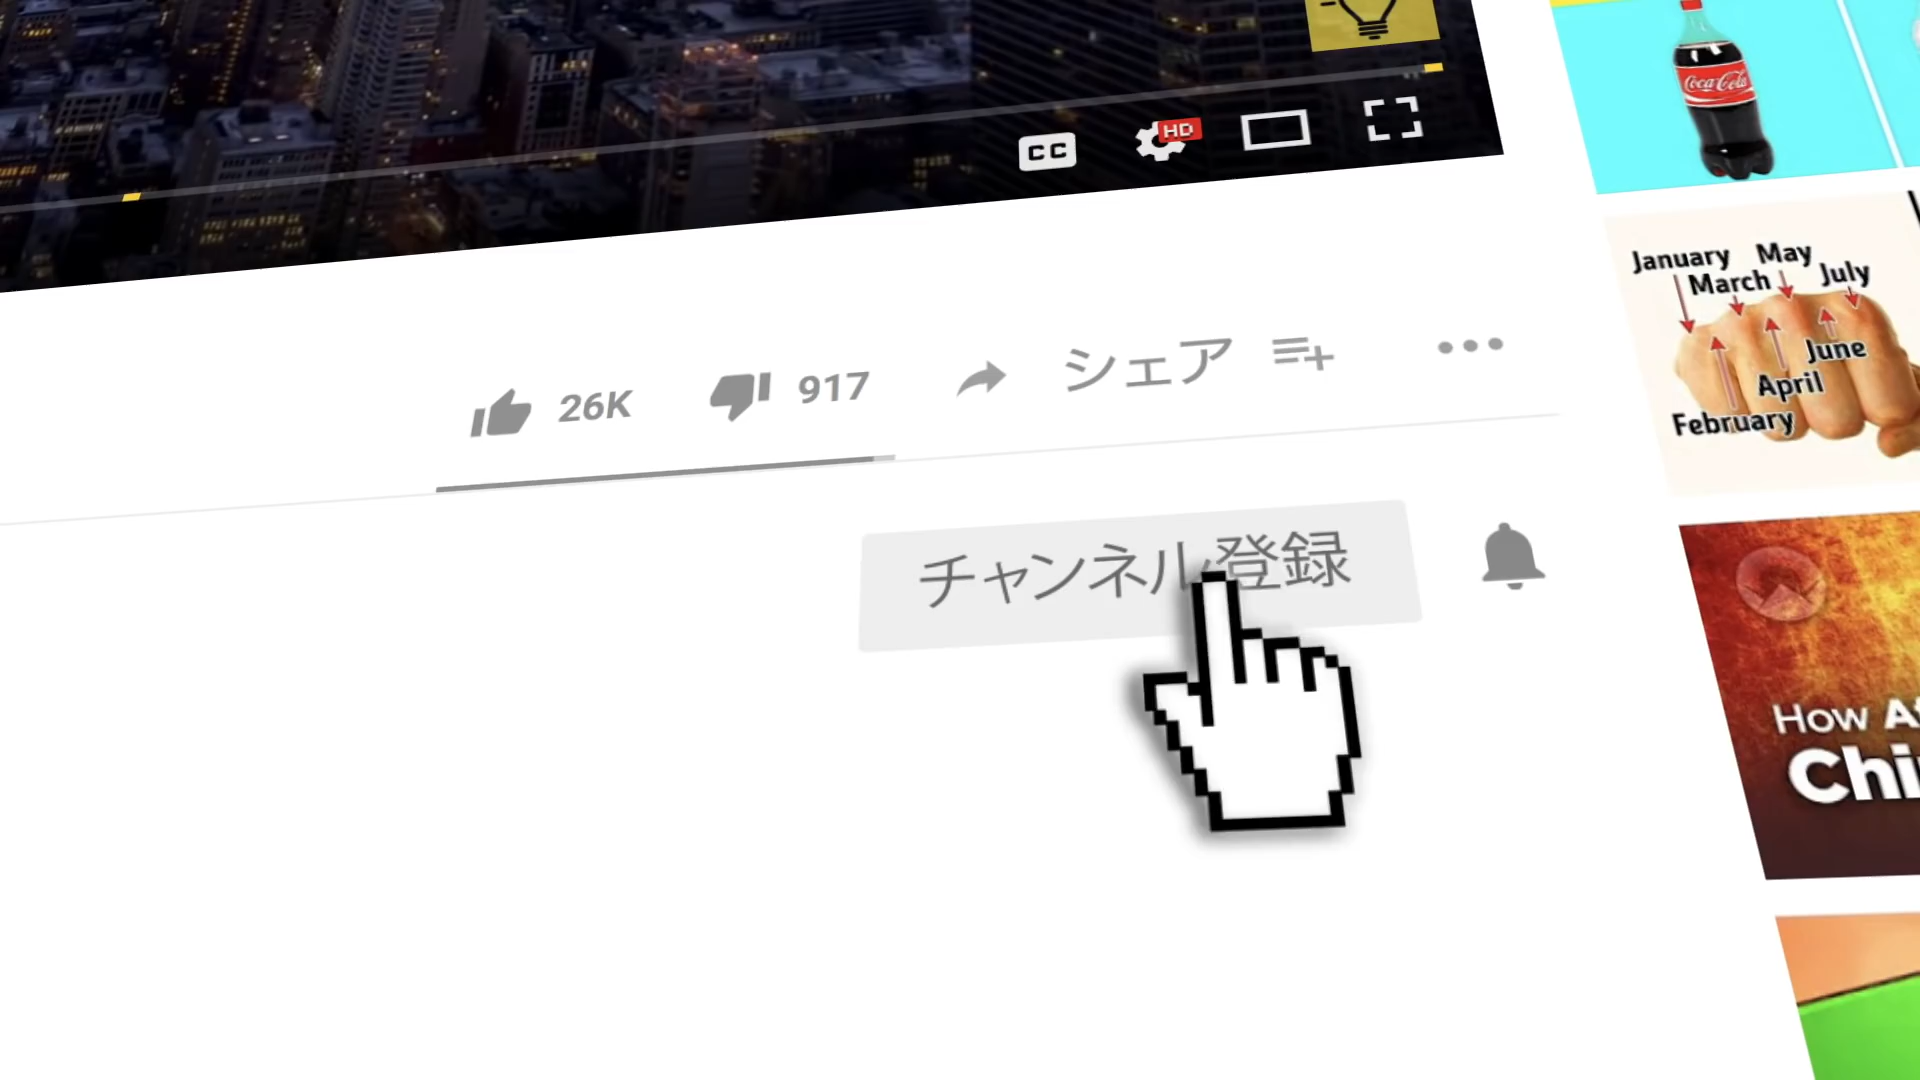 CC
HD
Coca-Cola
26K
917
シェア
チャンネル登録
January
May
March
July
June
April
February
How
Chi